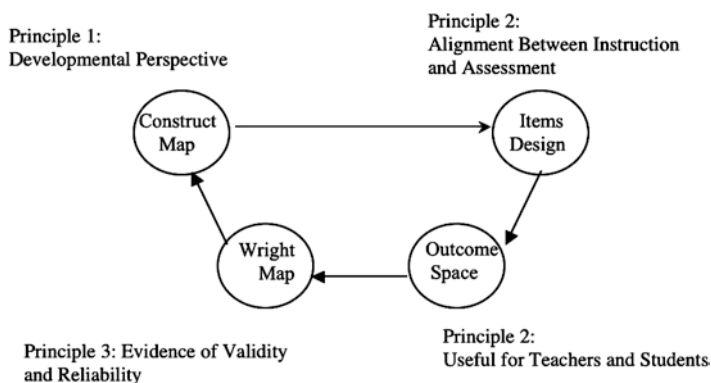 Principle 1:
Developmental Perspective
Principle 2:
Alignment Between Instruction
and Assessment
Construct
Map
Items
Design
Wright
Map
Outcome
Space
Principle 3: Evidence of Validity
and Reliability
Principle 2:
Useful for Teachers and Students